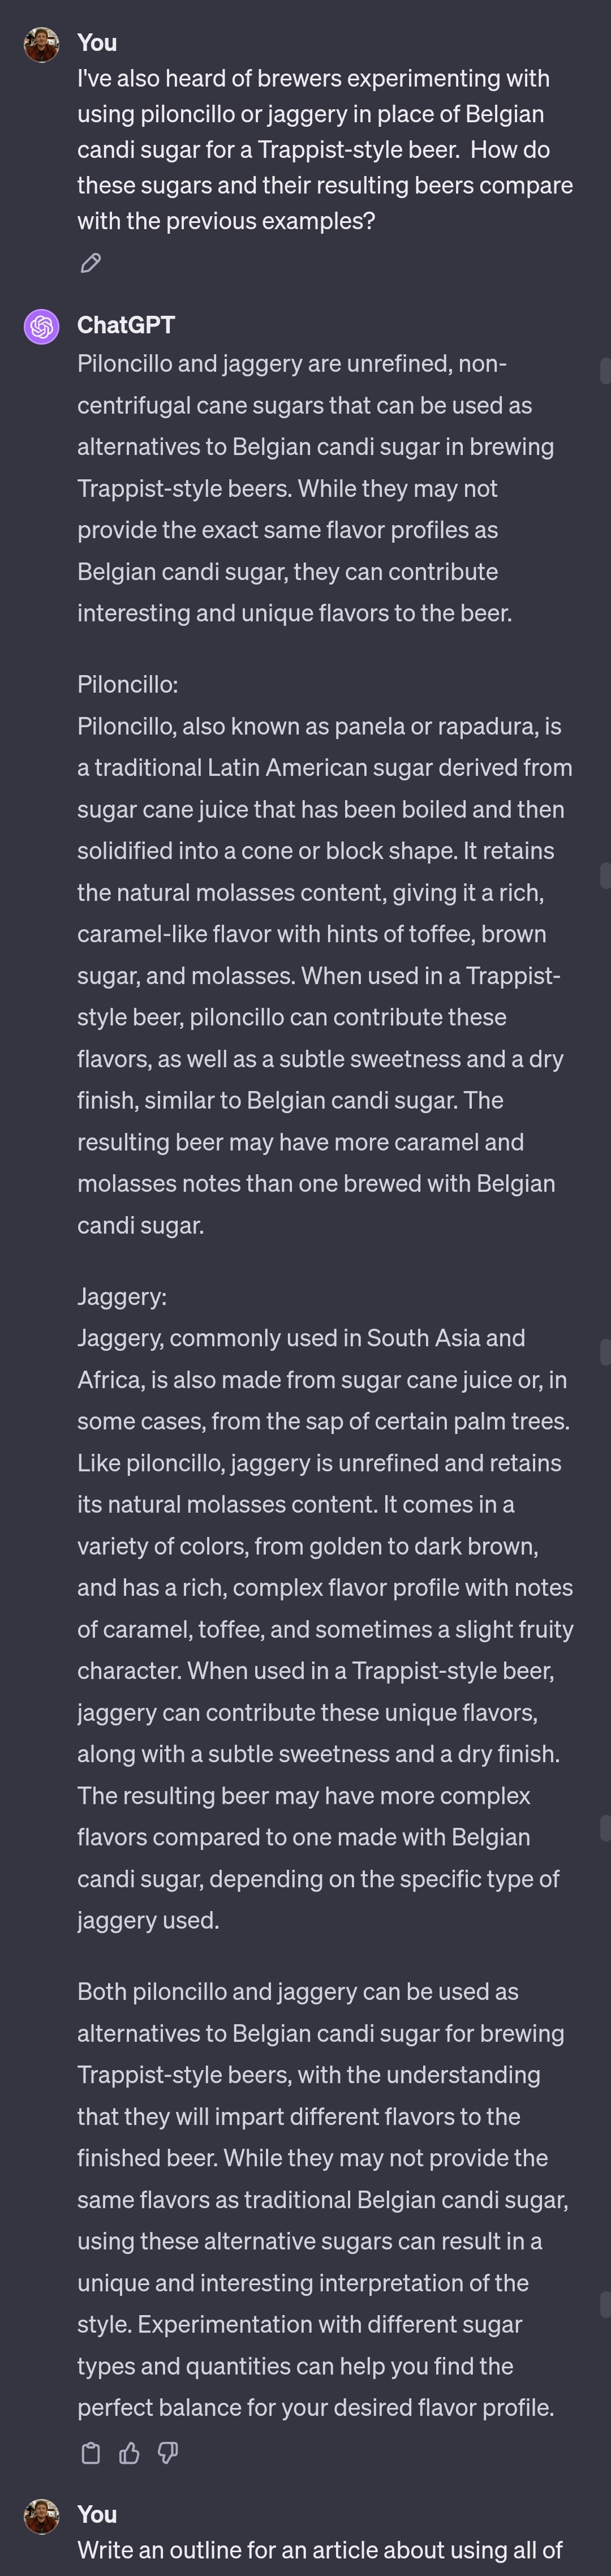 You
I've also heard of brewers experimenting with
using piloncillo or jaggery in place of Belgian
candi sugar for a Trappist-style beer.  How do
these sugars and their resulting beers compare
with the previous examples?
ChatGPT
Piloncillo and jaggery are unrefined, non-
centrifugal cane sugars that can be used as
alternatives to Belgian candi sugar in brewing
Trappist-style beers. While they may not
provide the exact same flavor profiles as
Belgian candi sugar, they can contribute
interesting and unique flavors to the beer.
Piloncillo:
Piloncillo, also known as panela or rapadura, is
a traditional Latin American sugar derived from
sugar cane juice that has been boiled and then
solidified into a cone or block shape. It retains
the natural molasses content, giving it a rich,
caramel-like flavor with hints of toffee, brown
sugar, and molasses. When used in a Trappist-
style beer, piloncillo can contribute these
flavors, as well as a subtle sweetness and a dry
finish, similar to Belgian candi sugar. The
resulting beer may have more caramel and
molasses notes than one brewed with Belgian
candi sugar.
Jaggery:
Jaggery, commonly used in South Asia and
Africa, is also made from sugar cane juice or, in
some cases, from the sap of certain palm trees.
Like piloncillo, jaggery is unrefined and retains
its natural molasses content. It comes in a
variety of colors, from golden to dark brown,
and has a rich, complex flavor profile with notes
of caramel, toffee, and sometimes a slight fruity
character. When used in a Trappist-style beer,
jaggery can contribute these unique flavors,
along with a subtle sweetness and a dry finish.
The resulting beer may have more complex
flavors compared to one made with Belgian
candi sugar, depending on the specific type of
jaggery used.
Both piloncillo and jaggery can be used as
alternatives to Belgian candi sugar for brewing
Trappist-style beers, with the understanding
that they will impart different flavors to the
finished beer. While they may not provide the
same flavors as traditional Belgian candi sugar,
using these alternative sugars can result in a
unique and interesting interpretation of the
style. Experimentation with different sugar
types and quantities can help you find the
perfect balance for your desired flavor profile.
You
Write an outline for an article about using all of